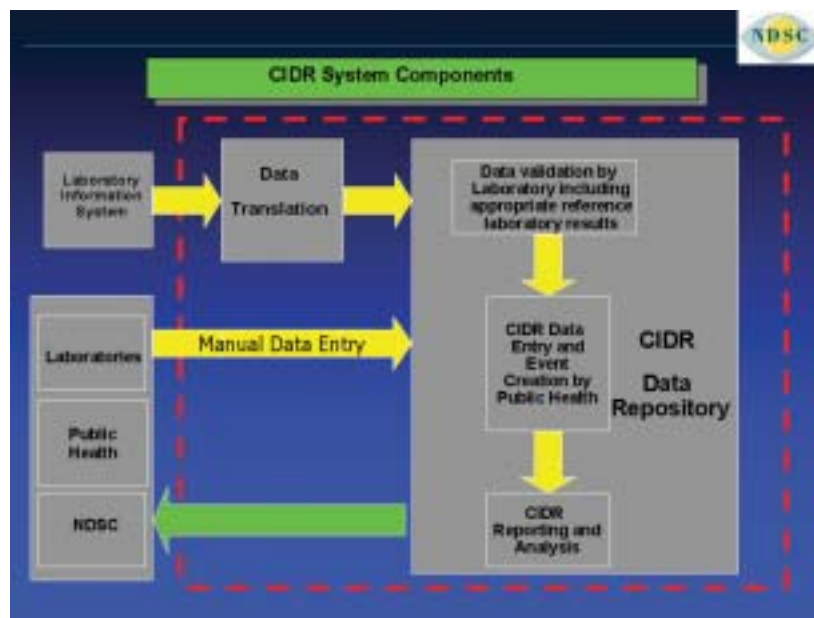 NDSC
CIDR System Components
Laboratory
Information
System
Data
Translation
Data validation by
Laboratory including
appropriate reference
laboratory results
Laboratories
Manual Data Entry
CIDR Data
Entry and
Event
Creation by
Public Health
CIDR
Data
Repository
Public
Health
NDSC
CIDR
Reporting and
Analysis